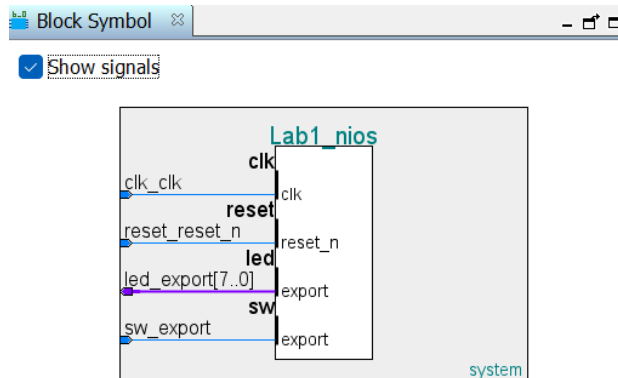 Block Symbol
Show signals
Lab1_nios
clk
clk_clk
clk
reset
reset_reset_n
reset_n
led
led_export[7..0]
export
sw
sw_export
export
system